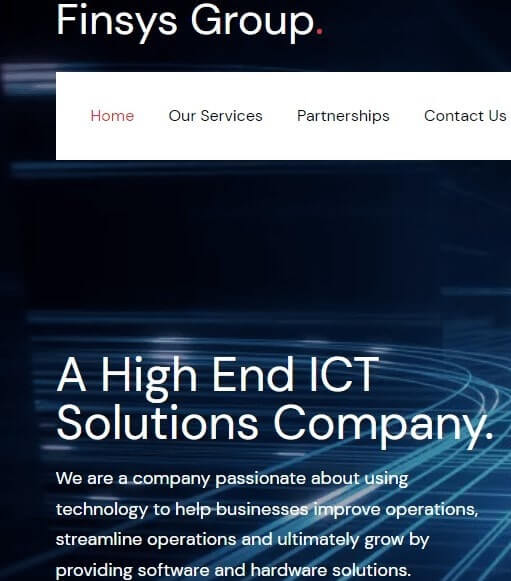 Finsys Group.
Home Our Services Partnerships Contact Us
A High End ICT
Solutions Company.
We are a company passionate about using
technology to help businesses improve operations,
streamline operations and ultimately grow by
providing software and hardware solutions.